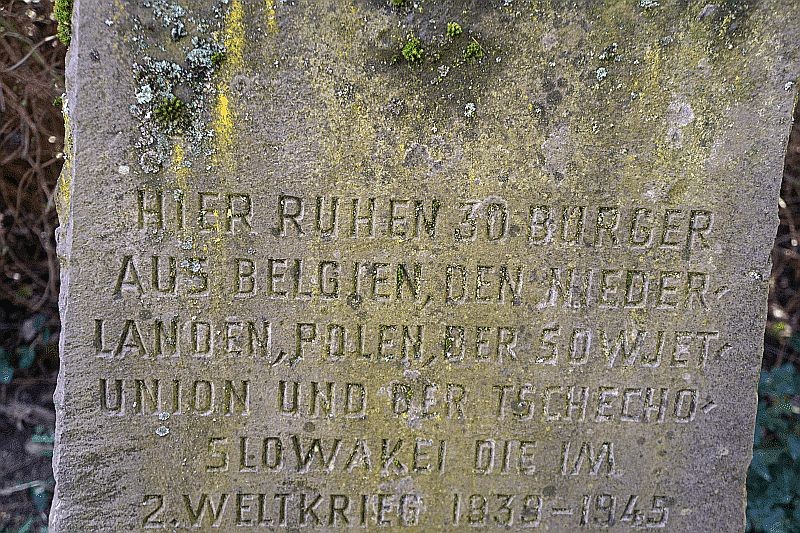 HIER RUHEN 30 BÜRGER
AUS BELGIEN, DEN NIEDER-
LANDEN, POLEN, DER SOWJET-
UNION UND DER TSCHECHO-
SLOWAKEI DIE IM
2. WELTKRIEG 1939-1945